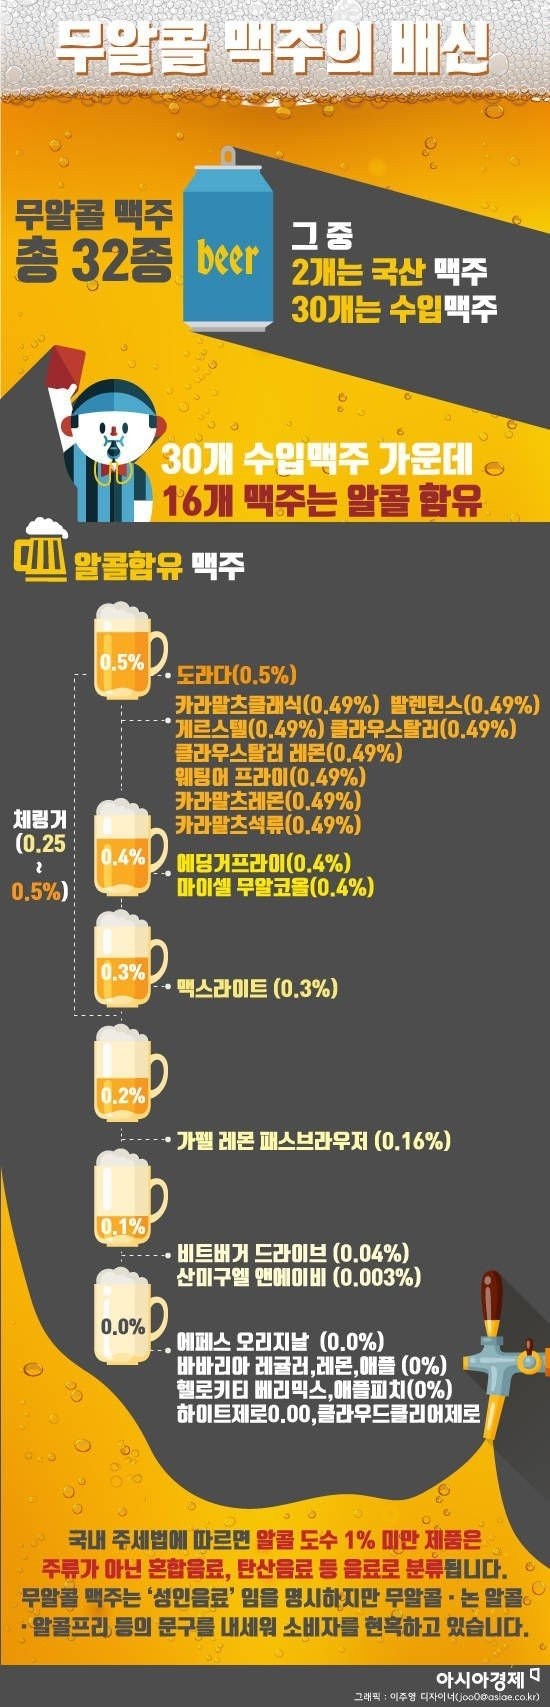 무알콜 맥주의 배신
무알콜 맥주
총 32종
beer
그 중
2개는 국산 맥주
30개는 수입맥주
30개 수입맥주 가운데
16개 맥주는 알콜 함유
알콜함유 맥주
0.5%
도라다(0.5%)
카라말츠클래식(0.49%) 발렌틴스(0.49%)
게르스텔(0.49%) 클라우스탈러(0.49%)
클라우스탈러 레몬(0.49%)
웨팅어 프라이(0.49%)
카라말츠레몬(0.49%)
카라말츠석류(0.49%)
체링거
(0.25
~
0.5%)
0.4%
에딩거프라이(0.4%)
마이셀 무알코올(0.4%)
0.3%
맥스라이트 (0.3%)
0.2%
가펠 레몬 패스브라우저 (0.16%)
0.1%
비트버거 드라이브 (0.04%)
산미구엘 앤에이비 (0.003%)
0.0%
에페스 오리지날 (0.0%)
바바리아 레귤러,레몬,애플 (0%)
헬로키티 베리믹스,애플피치(0%)
하이트제로0.00,클라우드클리어제로
국내 주세법에 따르면 알콜 도수 1% 미만 제품은
주류가 아닌 혼합음료, 탄산음료 등 음료로 분류됩니다.
무알콜 맥주는 ‘성인음료’ 임을 명시하지만 무알콜·논 알콜
·알콜프리 등의 문구를 내세워 소비자를 현혹하고 있습니다.
아시아경제
그래픽 : 이주영 디자이너(joo0@asiae.co.kr)